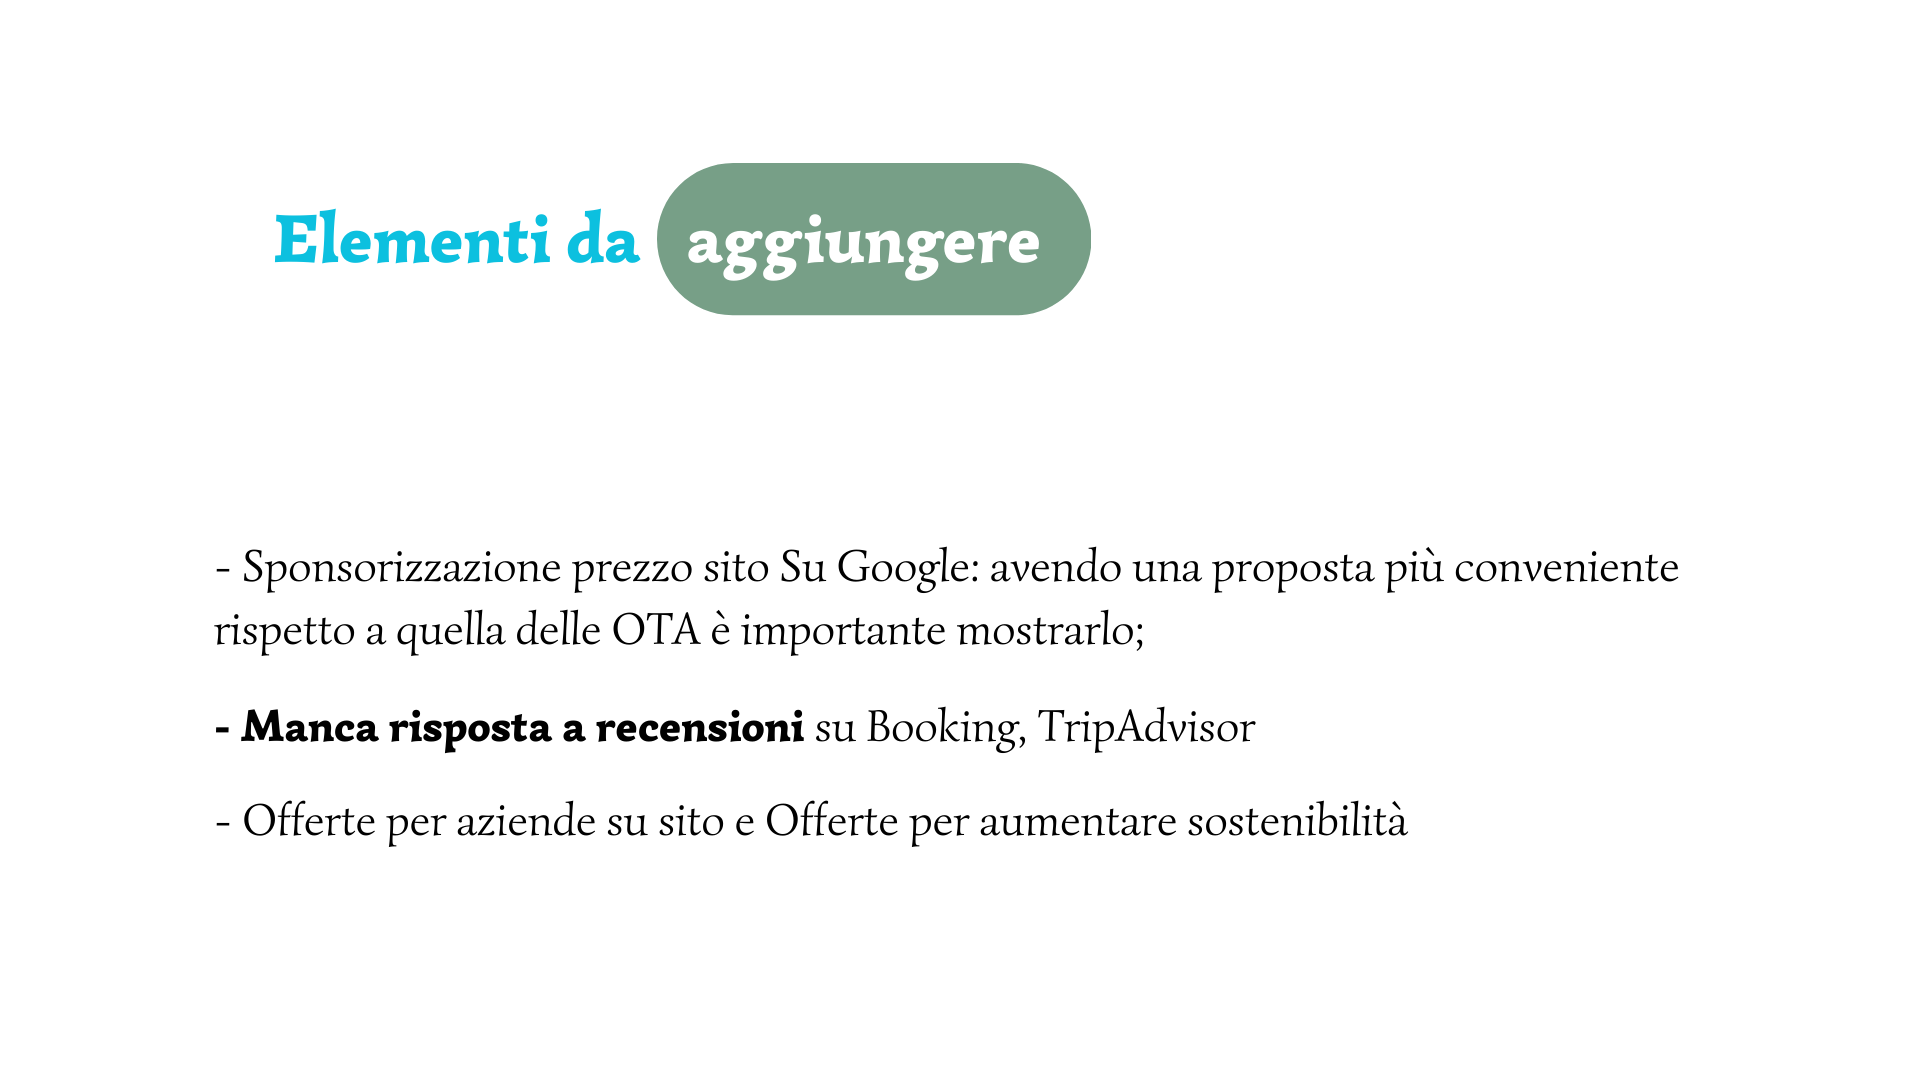 Elementi da aggiungere
- Sponsorizzazione prezzo sito Su Google: avendo una proposta più conveniente
rispetto a quella delle OTA è importante mostrarlo;
- Manca risposta a recensioni su Booking, TripAdvisor
- Offerte per aziende su sito e Offerte per aumentare sostenibilità